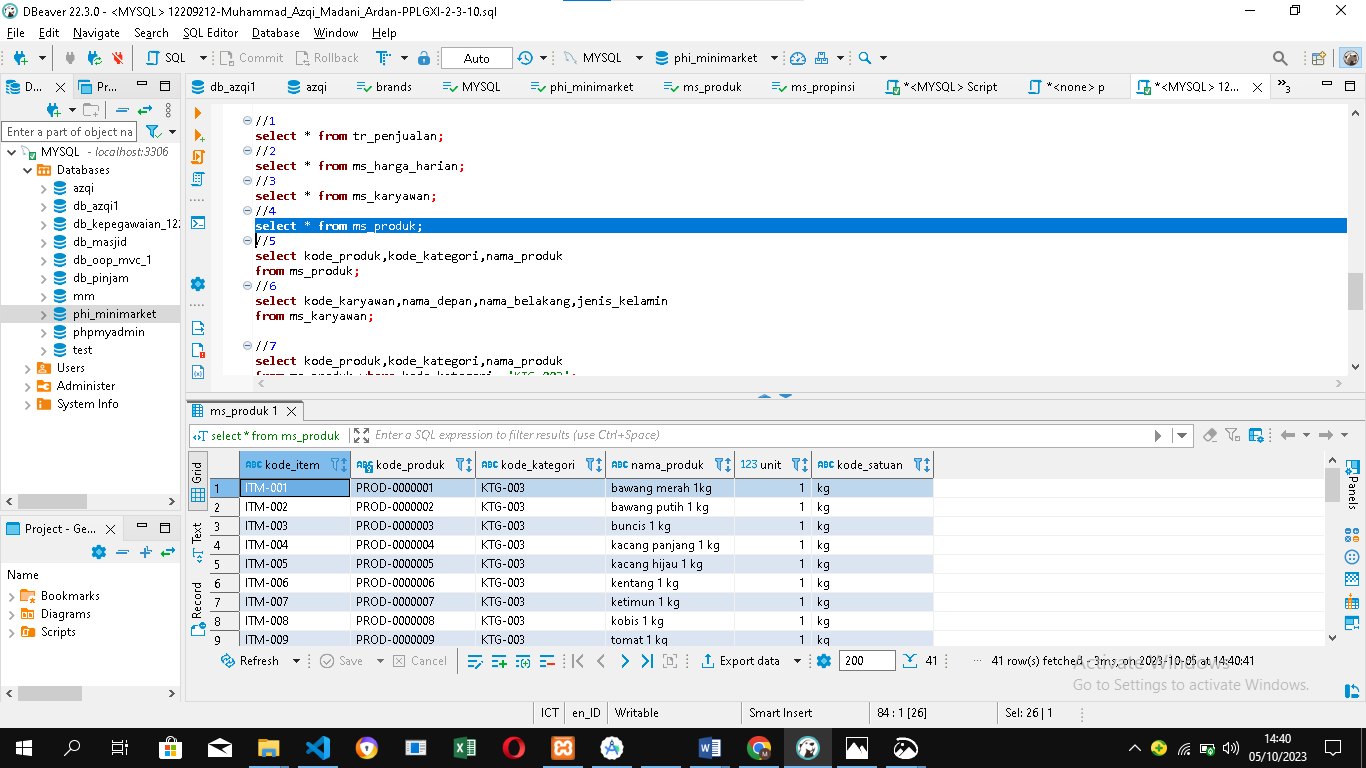 DBeaver 22.3.0 - <MYSQL> 12209212-Muhammad_Azqi_Madani_Ardan-PPLGXI-2-3-10.sql
File Edit Navigate Search SQL Editor Database Window Help
SQL Commit Rollback T Auto MYSQL phi_minimarket
D... Pr... db_azqi1 azqi brands MYSQL phi_minimarket ms_produk ms_propinsi *<MYSQL> Script *<none> p *<MYSQL> 12... »3
Enter a part of object na
MYSQL - localhost:3306
Databases
azqi
db_azqi1
db_kepegawaian_122
db_masjid
db_oop_mvc_1
db_pinjam
mm
phi_minimarket
phpmyadmin
test
Users
Administer
System Info
//1
select * from tr_penjualan;
//2
select * from ms_harga_harian;
//3
select * from ms_karyawan;
//4
select * from ms_produk;
//5
select kode_produk,kode_kategori,nama_produk
from ms_produk;
//6
select kode_karyawan,nama_depan,nama_belakang,jenis_kelamin
from ms_karyawan;
//7
select kode_produk,kode_kategori,nama_produk
from ms_produk where kode_kategori ='KTG-003';
ms_produk 1
select * from ms_produk Enter a SQL expression to filter results (use Ctrl+Space)
Grid
Text
Record
Panels
ABC kode_item ABC kode_produk ABC kode_kategori ABC nama_produk 123 unit ABC kode_satuan
1 ITM-001 PROD-0000001 KTG-003 bawang merah 1kg 1 kg
2 ITM-002 PROD-0000002 KTG-003 bawang putih 1 kg 1 kg
3 ITM-003 PROD-0000003 KTG-003 buncis 1 kg 1 kg
4 ITM-004 PROD-0000004 KTG-003 kacang panjang 1 kg 1 kg
5 ITM-005 PROD-0000005 KTG-003 kacang hijau 1 kg 1 kg
6 ITM-006 PROD-0000006 KTG-003 kentang 1 kg 1 kg
7 ITM-007 PROD-0000007 KTG-003 ketimun 1 kg 1 kg
8 ITM-008 PROD-0000008 KTG-003 kobis 1 kg 1 kg
9 ITM-009 PROD-0000009 KTG-003 tomat 1 kg 1 kg
Refresh Save Cancel Export data 200 41 ... 41 row(s) fetched - 3ms, on 2023-10-05 at 14:40:41
Project - Ge...
Name
Bookmarks
Diagrams
Scripts
Activate Windows
Go to Settings to activate Windows.
ICT en_ID Writable Smart Insert 84 : 1 [26] Sel: 26 | 1
14:40
05/10/2023